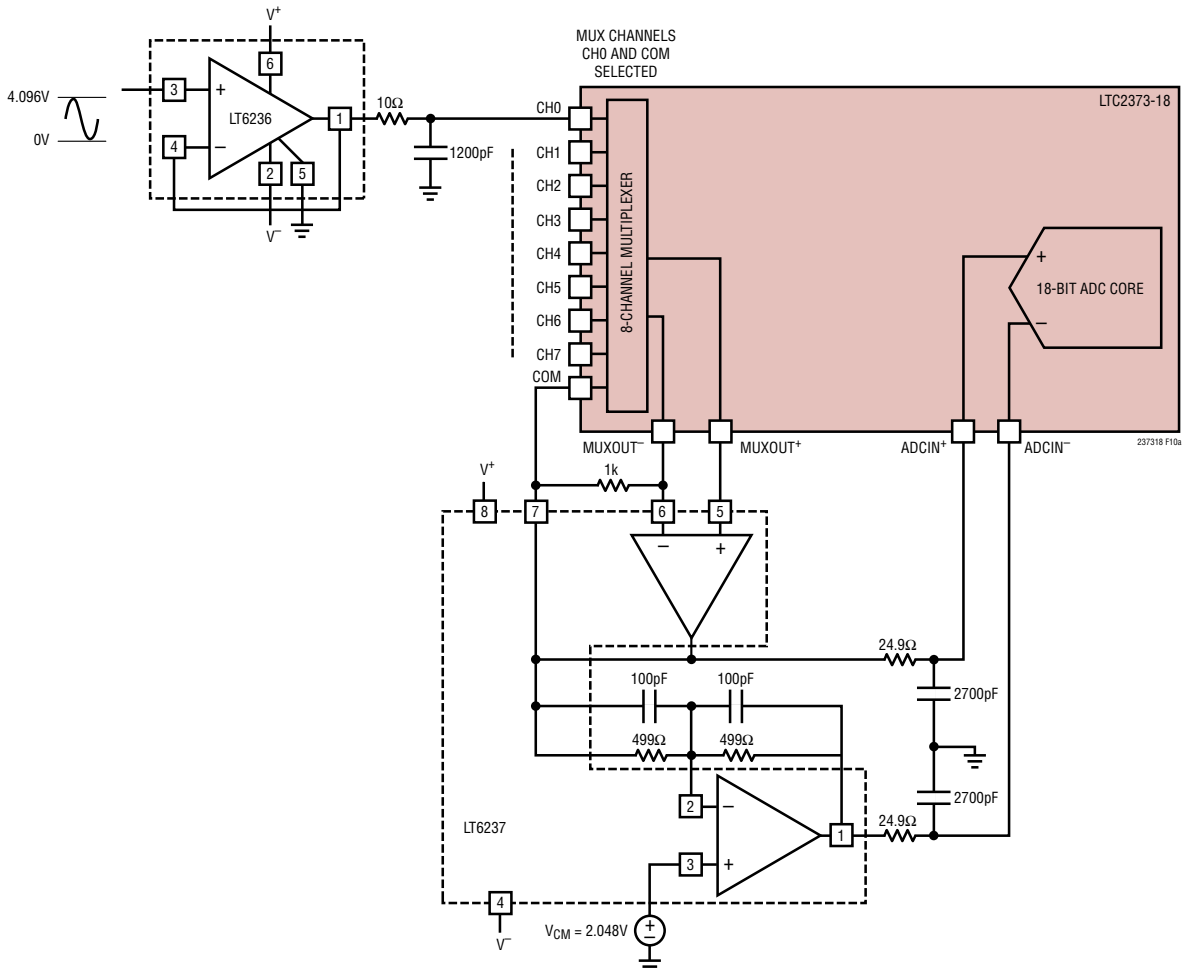 V+
MUX CHANNELS
CH0 AND COM
SELECTED
LTC2373-18
6
4.096V
0V
3
+
LT6236
1
10Ω
4
–
2
5
V–
1200pF
CH0
CH1
CH2
CH3
CH4
CH5
CH6
CH7
COM
8-CHANNEL MULTIPLEXER
+
18-BIT ADC CORE
–
MUXOUT–
MUXOUT+
ADCIN+
ADCIN–
237318 F10a
1k
V+
8
7
6
5
–
+
24.9Ω
2700pF
100pF
100pF
499Ω
499Ω
2700pF
2
–
LT6237
1
24.9Ω
3
+
4
V–
VCM = 2.048V
+
–